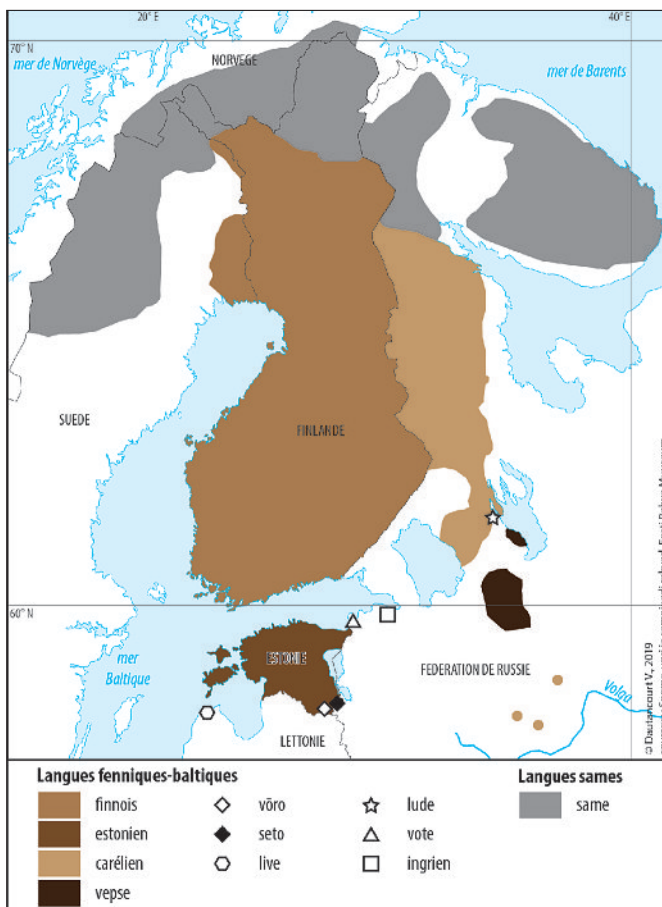 20° E
40° E
70° N
mer de Norvège
NORVÈGE
mer de Barents
SUEDE
FINLANDE
60° N
mer
Baltique
ESTONIE
FEDERATION DE RUSSIE
Volga
LETTONIE
© Dautancourt V., 2019
Langues fenniques-baltiques
finnois
estonien
carélien
vepse
võro
seto
live
lude
vote
ingrien
Langues sames
same